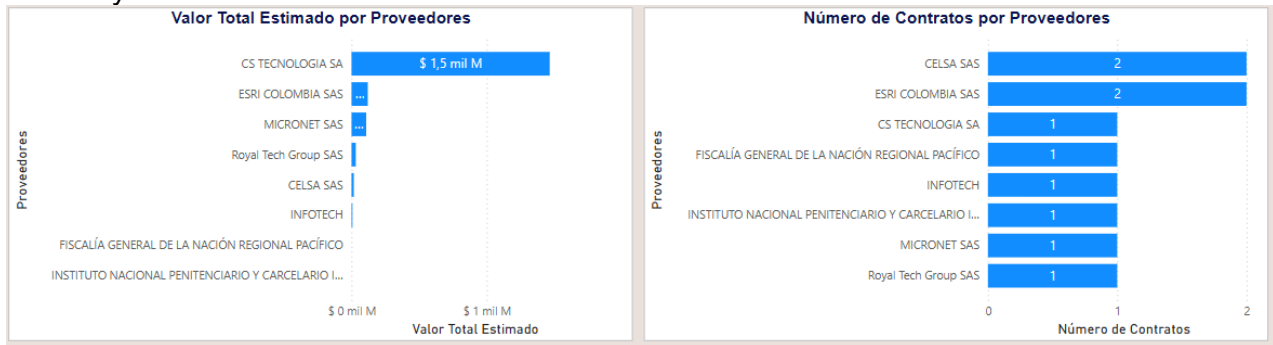 Valor Total Estimado por Proveedores
Proveedores
CS TECNOLOGIA SA
$ 1,5 mil M
ESRI COLOMBIA SAS
...
MICRONET SAS
...
Royal Tech Group SAS
CELSA SAS
INFOTECH
FISCALÍA GENERAL DE LA NACIÓN REGIONAL PACÍFICO
INSTITUTO NACIONAL PENITENCIARIO Y CARCELARIO I...
$ 0 mil M
$ 1 mil M
Valor Total Estimado
Número de Contratos por Proveedores
Proveedores
CELSA SAS
2
ESRI COLOMBIA SAS
2
CS TECNOLOGIA SA
1
FISCALÍA GENERAL DE LA NACIÓN REGIONAL PACÍFICO
1
INFOTECH
1
INSTITUTO NACIONAL PENITENCIARIO Y CARCELARIO I...
1
MICRONET SAS
1
Royal Tech Group SAS
1
0
1
2
Número de Contratos